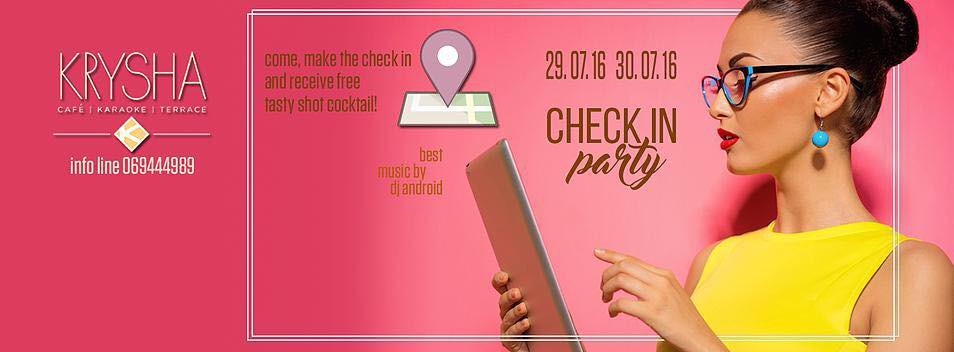 KRYSHA
CAFÉ | KARAOKE | TERRACE
K
info line 069444989
come, make the check in
and receive free
tasty shot cocktail!
best
music by
dj android
29.07.16 30.07.16
CHECK IN
party